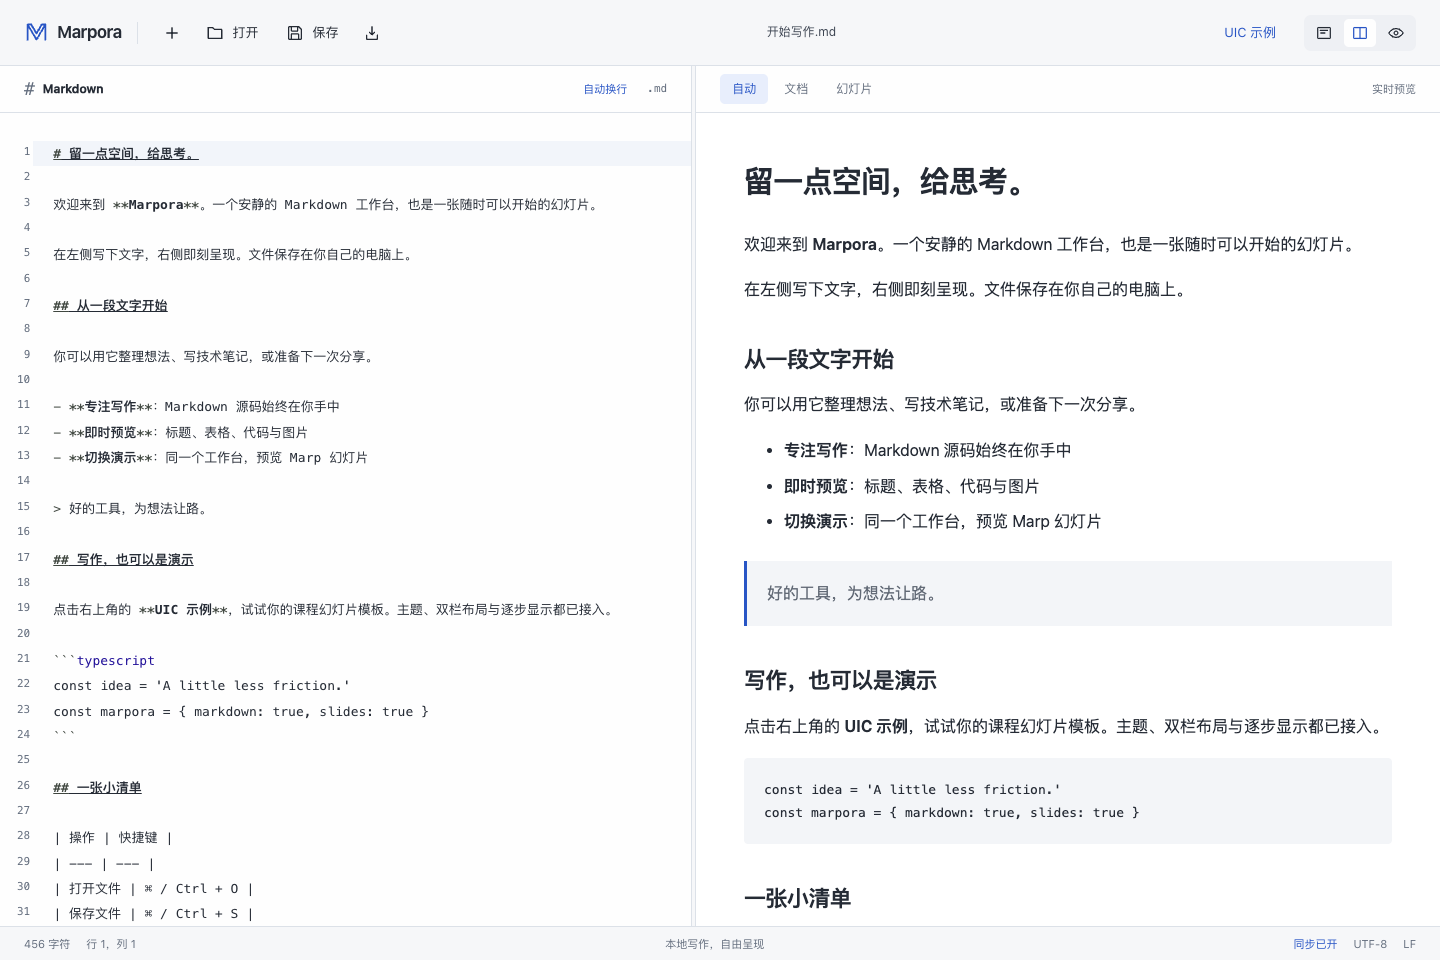 Marpora
打开
保存
开始写作.md
UIC 示例
# Markdown
自动换行
.md
自动
文档
幻灯片
实时预览
1 # 留一点空间，给思考。
2
3 欢迎来到 **Marpora**。一个安静的 Markdown 工作台，也是一张随时可以开始的幻灯片。
4
5 在左侧写下文字，右侧即刻呈现。文件保存在你自己的电脑上。
6
7 ## 从一段文字开始
8
9 你可以用它整理想法、写技术笔记，或准备下一次分享。
10
11 - **专注写作**：Markdown 源码始终在你手中
12 - **即时预览**：标题、表格、代码与图片
13 - **切换演示**：同一个工作台，预览 Marp 幻灯片
14
15 > 好的工具，为想法让路。
16
17 ## 写作，也可以是演示
18
19 点击右上角的 **UIC 示例**，试试你的课程幻灯片模板。主题、双栏布局与逐步显示都已接入。
20
21 ```typescript
22 const idea = 'A little less friction.'
23 const marpora = { markdown: true, slides: true }
24 ```
25
26 ## 一张小清单
27
28 | 操作 | 快捷键 |
29 | --- | --- |
30 | 打开文件 | ⌘ / Ctrl + O |
31 | 保存文件 | ⌘ / Ctrl + S |
留一点空间，给思考。
欢迎来到 Marpora。一个安静的 Markdown 工作台，也是一张随时可以开始的幻灯片。
在左侧写下文字，右侧即刻呈现。文件保存在你自己的电脑上。
从一段文字开始
你可以用它整理想法、写技术笔记，或准备下一次分享。
• 专注写作：Markdown 源码始终在你手中
• 即时预览：标题、表格、代码与图片
• 切换演示：同一个工作台，预览 Marp 幻灯片
好的工具，为想法让路。
写作，也可以是演示
点击右上角的 UIC 示例，试试你的课程幻灯片模板。主题、双栏布局与逐步显示都已接入。
const idea = 'A little less friction.'
const marpora = { markdown: true, slides: true }
一张小清单
456 字符
行 1，列 1
本地写作，自由呈现
同步已开
UTF-8
LF